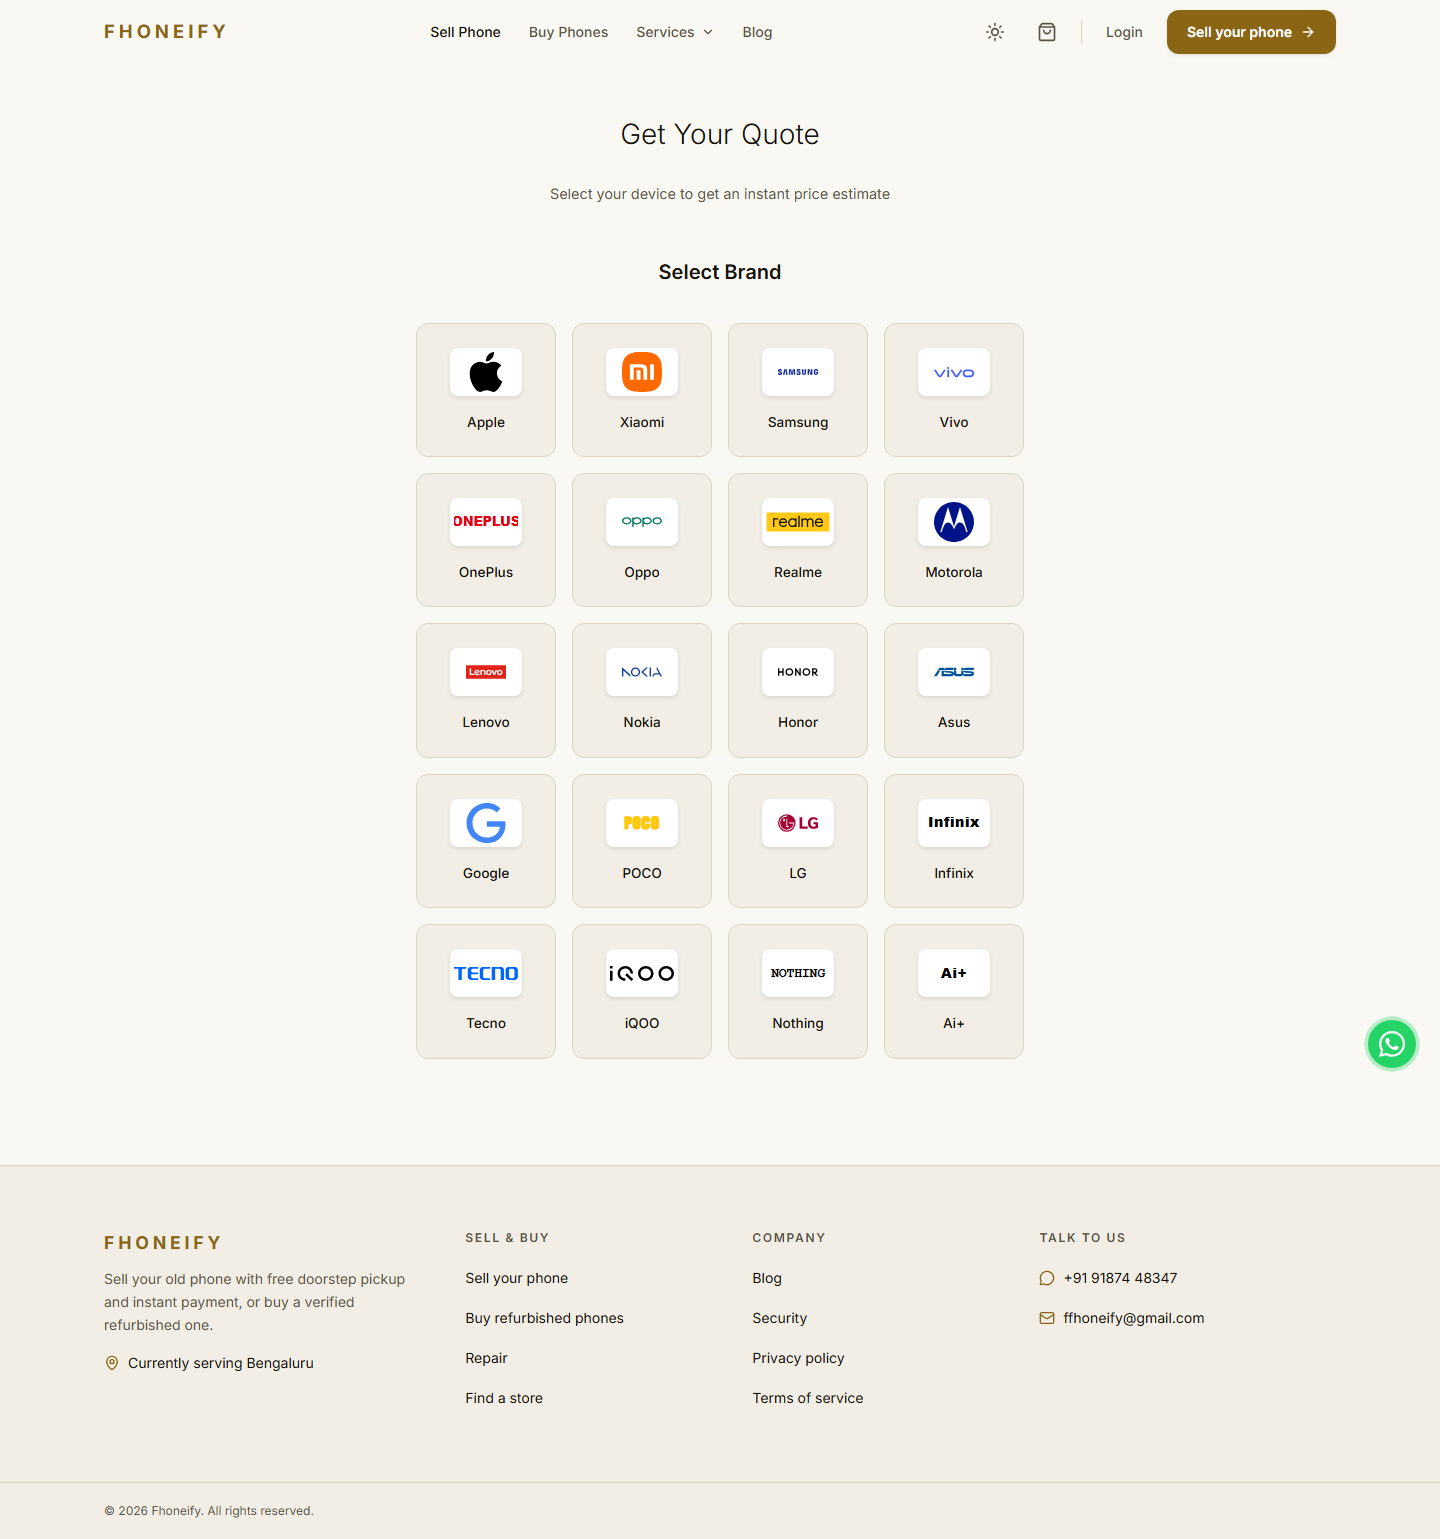 FHONEIFY
Sell Phone
Buy Phones
Services
Blog
Login
Sell your phone
Get Your Quote
Select your device to get an instant price estimate
Select Brand
Apple
mi
Xiaomi
SAMSUNG
Samsung
vivo
Vivo
ONEPLUS
OnePlus
oppo
Oppo
realme
Realme
Motorola
Lenovo
Lenovo
NOKIA
Nokia
HONOR
Honor
ASUS
Asus
G
Google
POCO
POCO
LG
LG
Infinix
Infinix
TECNO
Tecno
iQOO
iQOO
NOTHING
Nothing
Ai+
Ai+
FHONEIFY
Sell your old phone with free doorstep pickup
and instant payment, or buy a verified
refurbished one.
Currently serving Bengaluru
SELL & BUY
Sell your phone
Buy refurbished phones
Repair
Find a store
COMPANY
Blog
Security
Privacy policy
Terms of service
TALK TO US
+91 91874 48347
ffhoneify@gmail.com
© 2026 Fhoneify. All rights reserved.